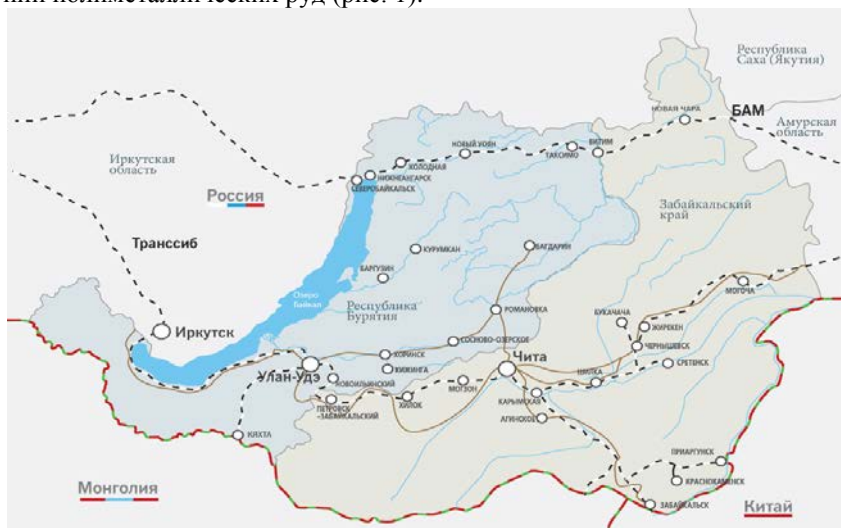 нии полиметаллических руд (рис. 1).
Республика
Саха (Якутия)
НОВАЯ ЧАРА
БАМ
Амурская
область
Иркутская
область
НОВЫЙ УОЯН
ТАКСИМО
ВИТИМ
ХОЛОДНАЯ
НИЖНЕАНГАРСК
СЕВЕРОБАЙКАЛЬСК
Россия
Забайкальский
край
Транссиб
КУРУМКАН
БАГДАРИН
БАРГУЗИН
МОГОЧА
Озеро
Байкал
Республика
Бурятия
РОМАНОВКА
БУКАЧАЧА
ЖИРЕКЕН
Иркутск
СОСНОВО-ОЗЕРСКОЕ
ЧЕРНЫШЕВСК
ХОРИНСК
Чита
СРЕТЕНСК
Улан-Удэ
КИЖИНГА
ШИЛКА
НОВОИЛЬИНСКИЙ
МОГЗОН
ПЕТРОВСК
-ЗАБАЙКАЛЬСКИЙ
ХИЛОК
КАРЫМСКАЯ
АГИНСКОЕ
КЯХТА
ПРИАРГУНСК
Монголия
КРАСНОКАМЕНСК
ЗАБАЙКАЛЬСК
Китай